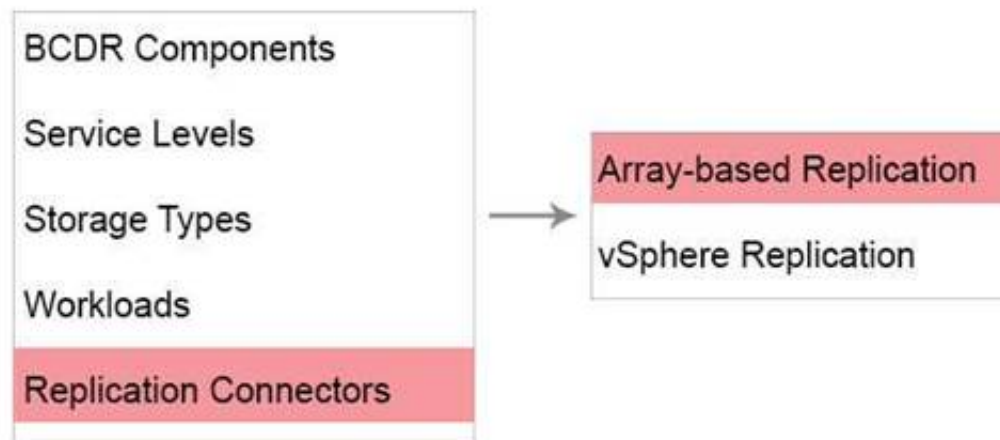 BCDR Components
Service Levels
Storage Types
Workloads
Replication Connectors
Array-based Replication
vSphere Replication